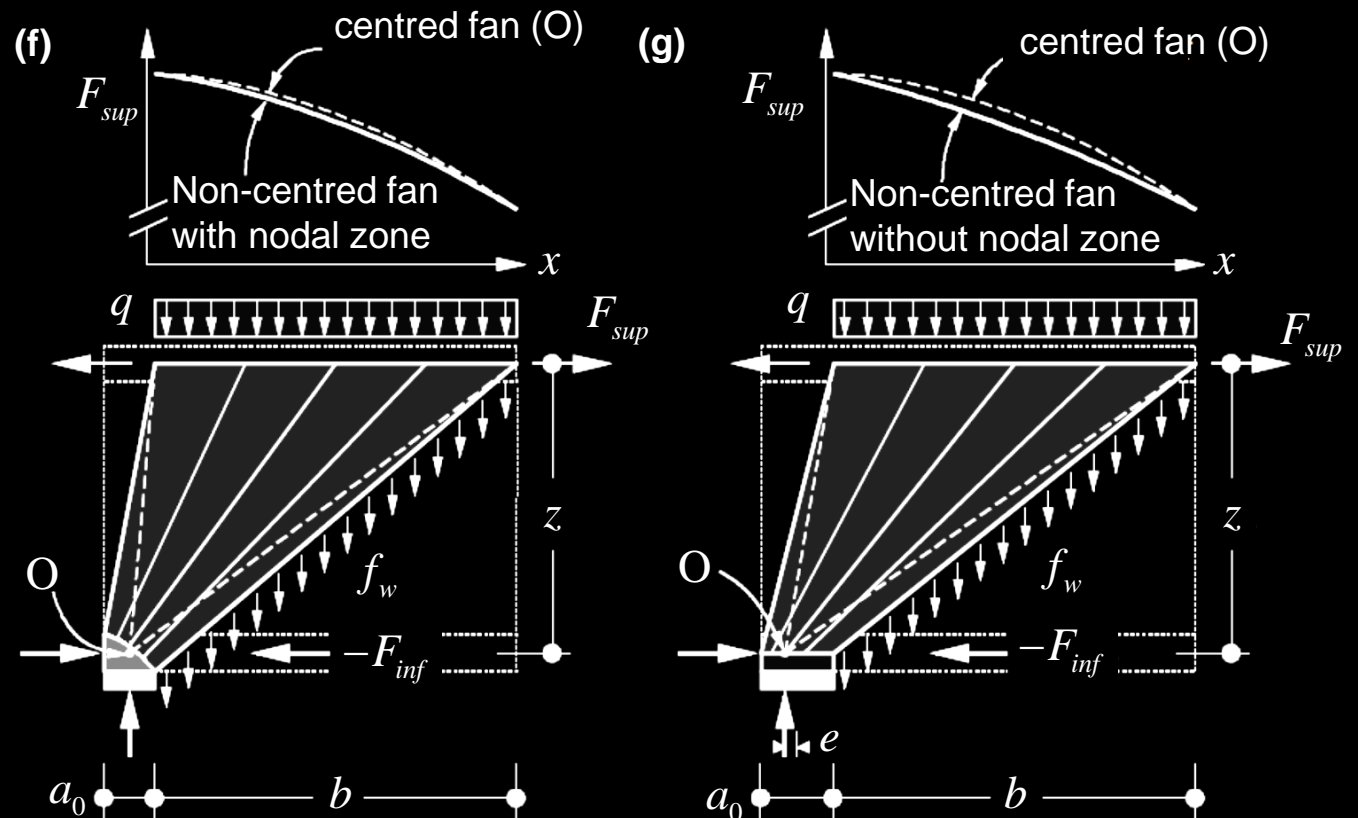 (f)
centred fan (O)
F_sup
Non-centred fan
with nodal zone
x
q
F_sup
z
O
f_w
−F_inf
a_0
b
(g)
centred fan (O)
F_sup
Non-centred fan
without nodal zone
x
q
F_sup
z
O
f_w
−F_inf
e
a_0
b